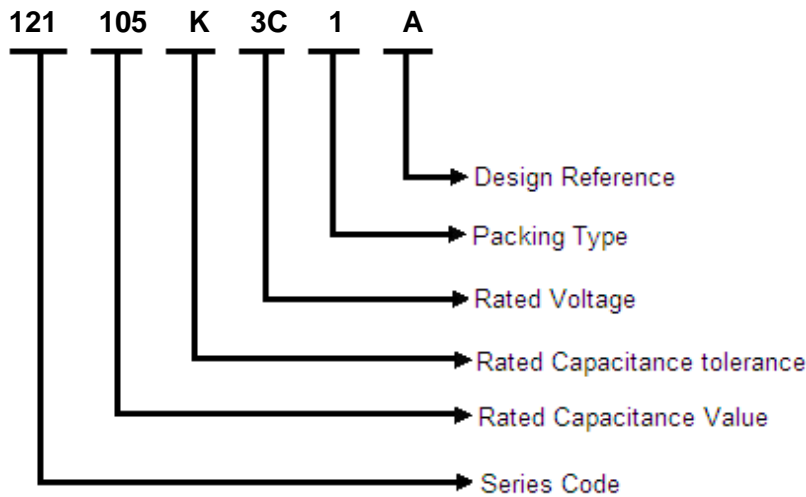 121 105 K 3C 1 A
Design Reference
Packing Type
Rated Voltage
Rated Capacitance tolerance
Rated Capacitance Value
Series Code